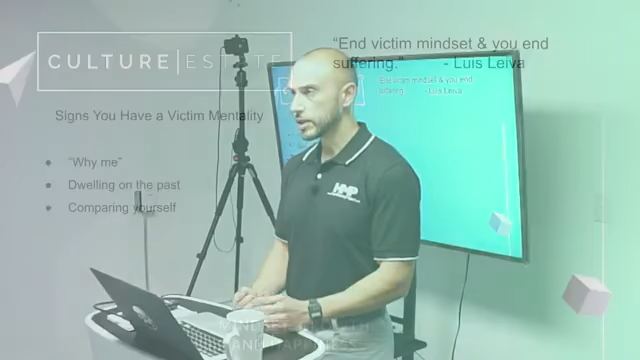 CULTURE|ESTATE
"End victim mindset & you end
suffering." - Luis Leiva
Signs You Have a Victim Mentality
"Why me"
Dwelling on the past
Comparing yourself
End victim mindset & you end
suffering. - Luis Leiva
HMP